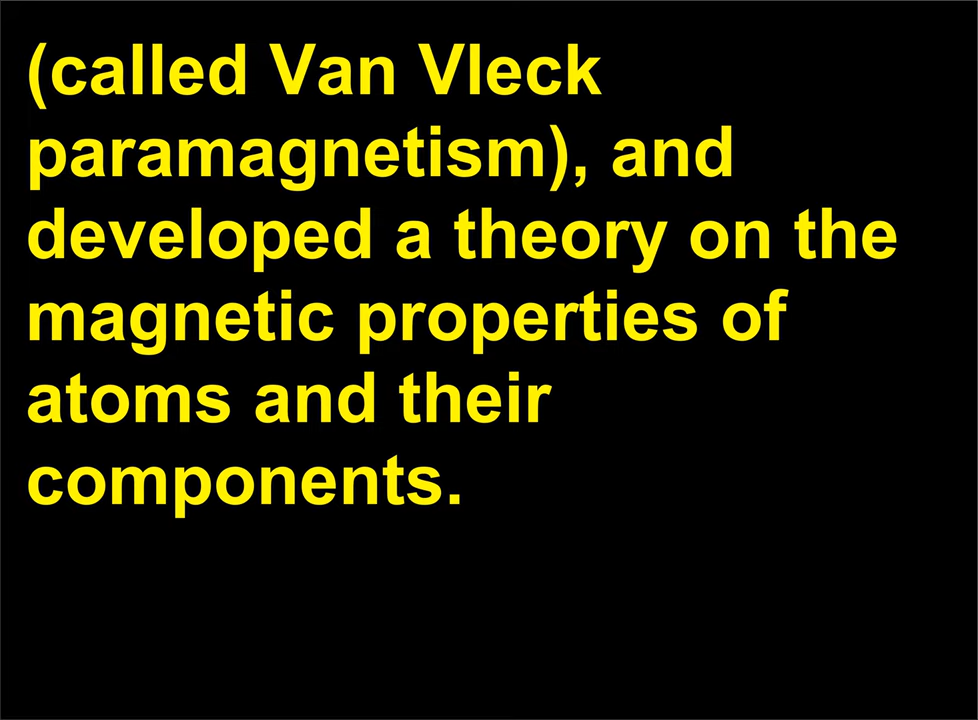 (called Van Vleck
paramagnetism), and
developed a theory on the
magnetic properties of
atoms and their
components.